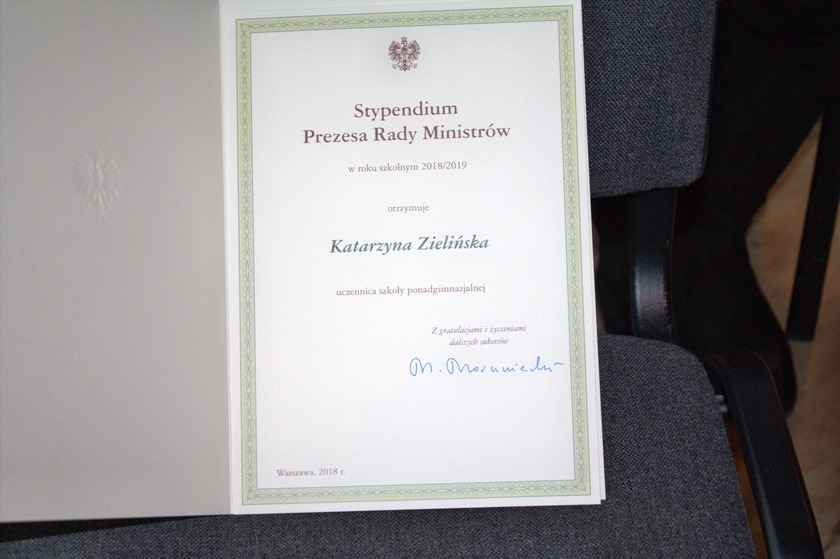 Stypendium
Prezesa Rady Ministrów
w roku szkolnym 2018/2019
otrzymuje
Katarzyna Zielińska
uczennica szkoły ponadgimnazjalnej
Z gratulacjami i życzeniami
dalszych sukcesów
M. Morawiecki
Warszawa, 2018 r.